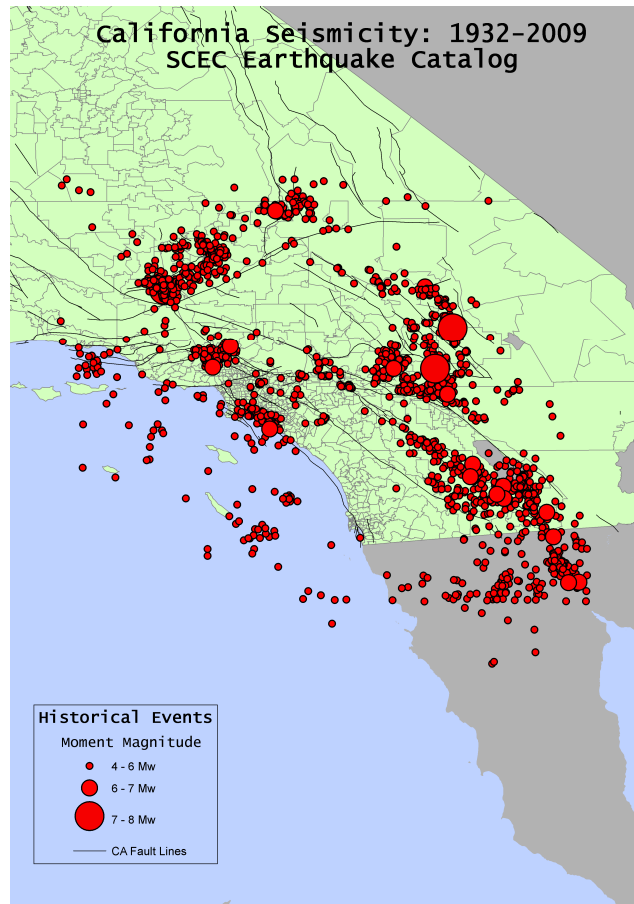 California Seismicity: 1932-2009
SCEC Earthquake Catalog
Historical Events
Moment Magnitude
4 - 6 Mw
6 - 7 Mw
7 - 8 Mw
CA Fault Lines